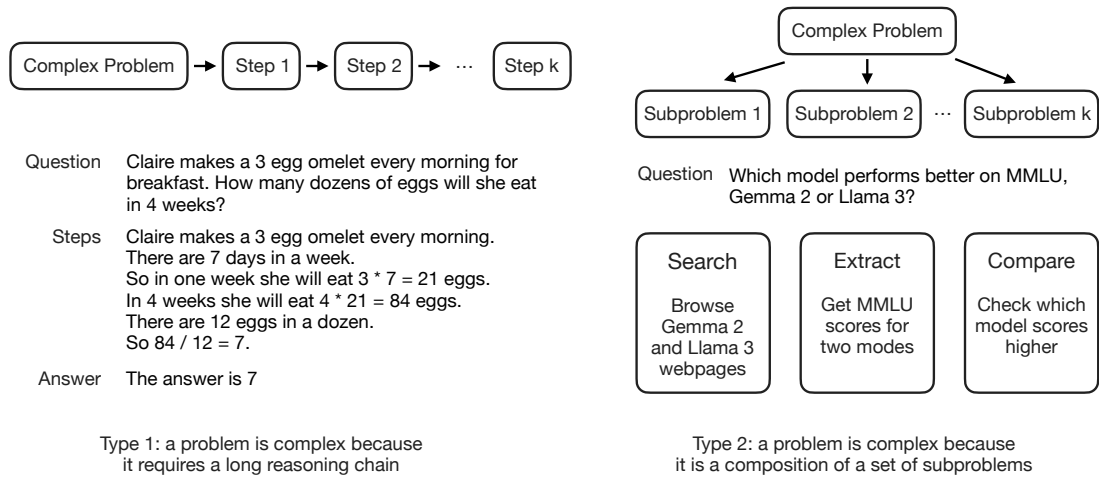 Complex Problem
Step 1
Step 2
...
Step k
Question
Claire makes a 3 egg omelet every morning for
breakfast. How many dozens of eggs will she eat
in 4 weeks?
Steps
Claire makes a 3 egg omelet every morning.
There are 7 days in a week.
So in one week she will eat 3 * 7 = 21 eggs.
In 4 weeks she will eat 4 * 21 = 84 eggs.
There are 12 eggs in a dozen.
So 84 / 12 = 7.
Answer
The answer is 7
Type 1: a problem is complex because
it requires a long reasoning chain
Complex Problem
Subproblem 1
Subproblem 2
...
Subproblem k
Question
Which model performs better on MMLU,
Gemma 2 or Llama 3?
Search
Browse
Gemma 2
and Llama 3
webpages
Extract
Get MMLU
scores for
two modes
Compare
Check which
model scores
higher
Type 2: a problem is complex because
it is a composition of a set of subproblems